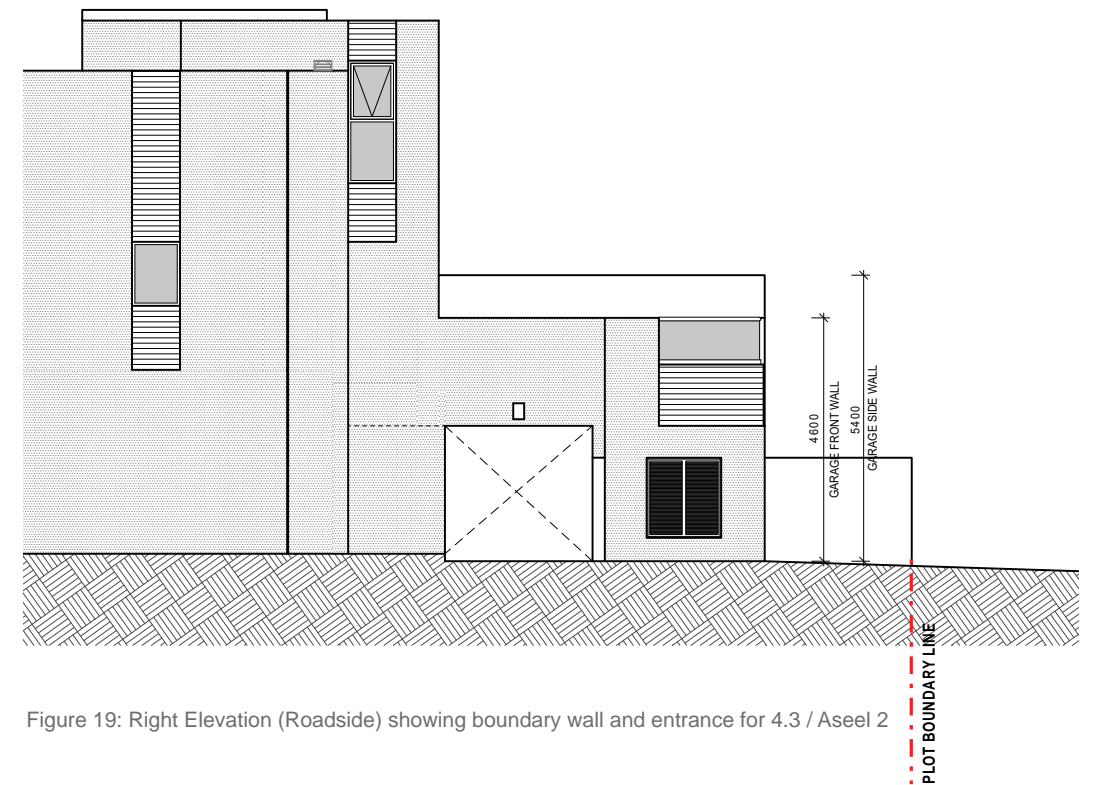 4600
GARAGE FRONT WALL
5400
GARAGE SIDE WALL
PLOT BOUNDARY LINE
Figure 19: Right Elevation (Roadside) showing boundary wall and entrance for 4.3 / Aseel 2